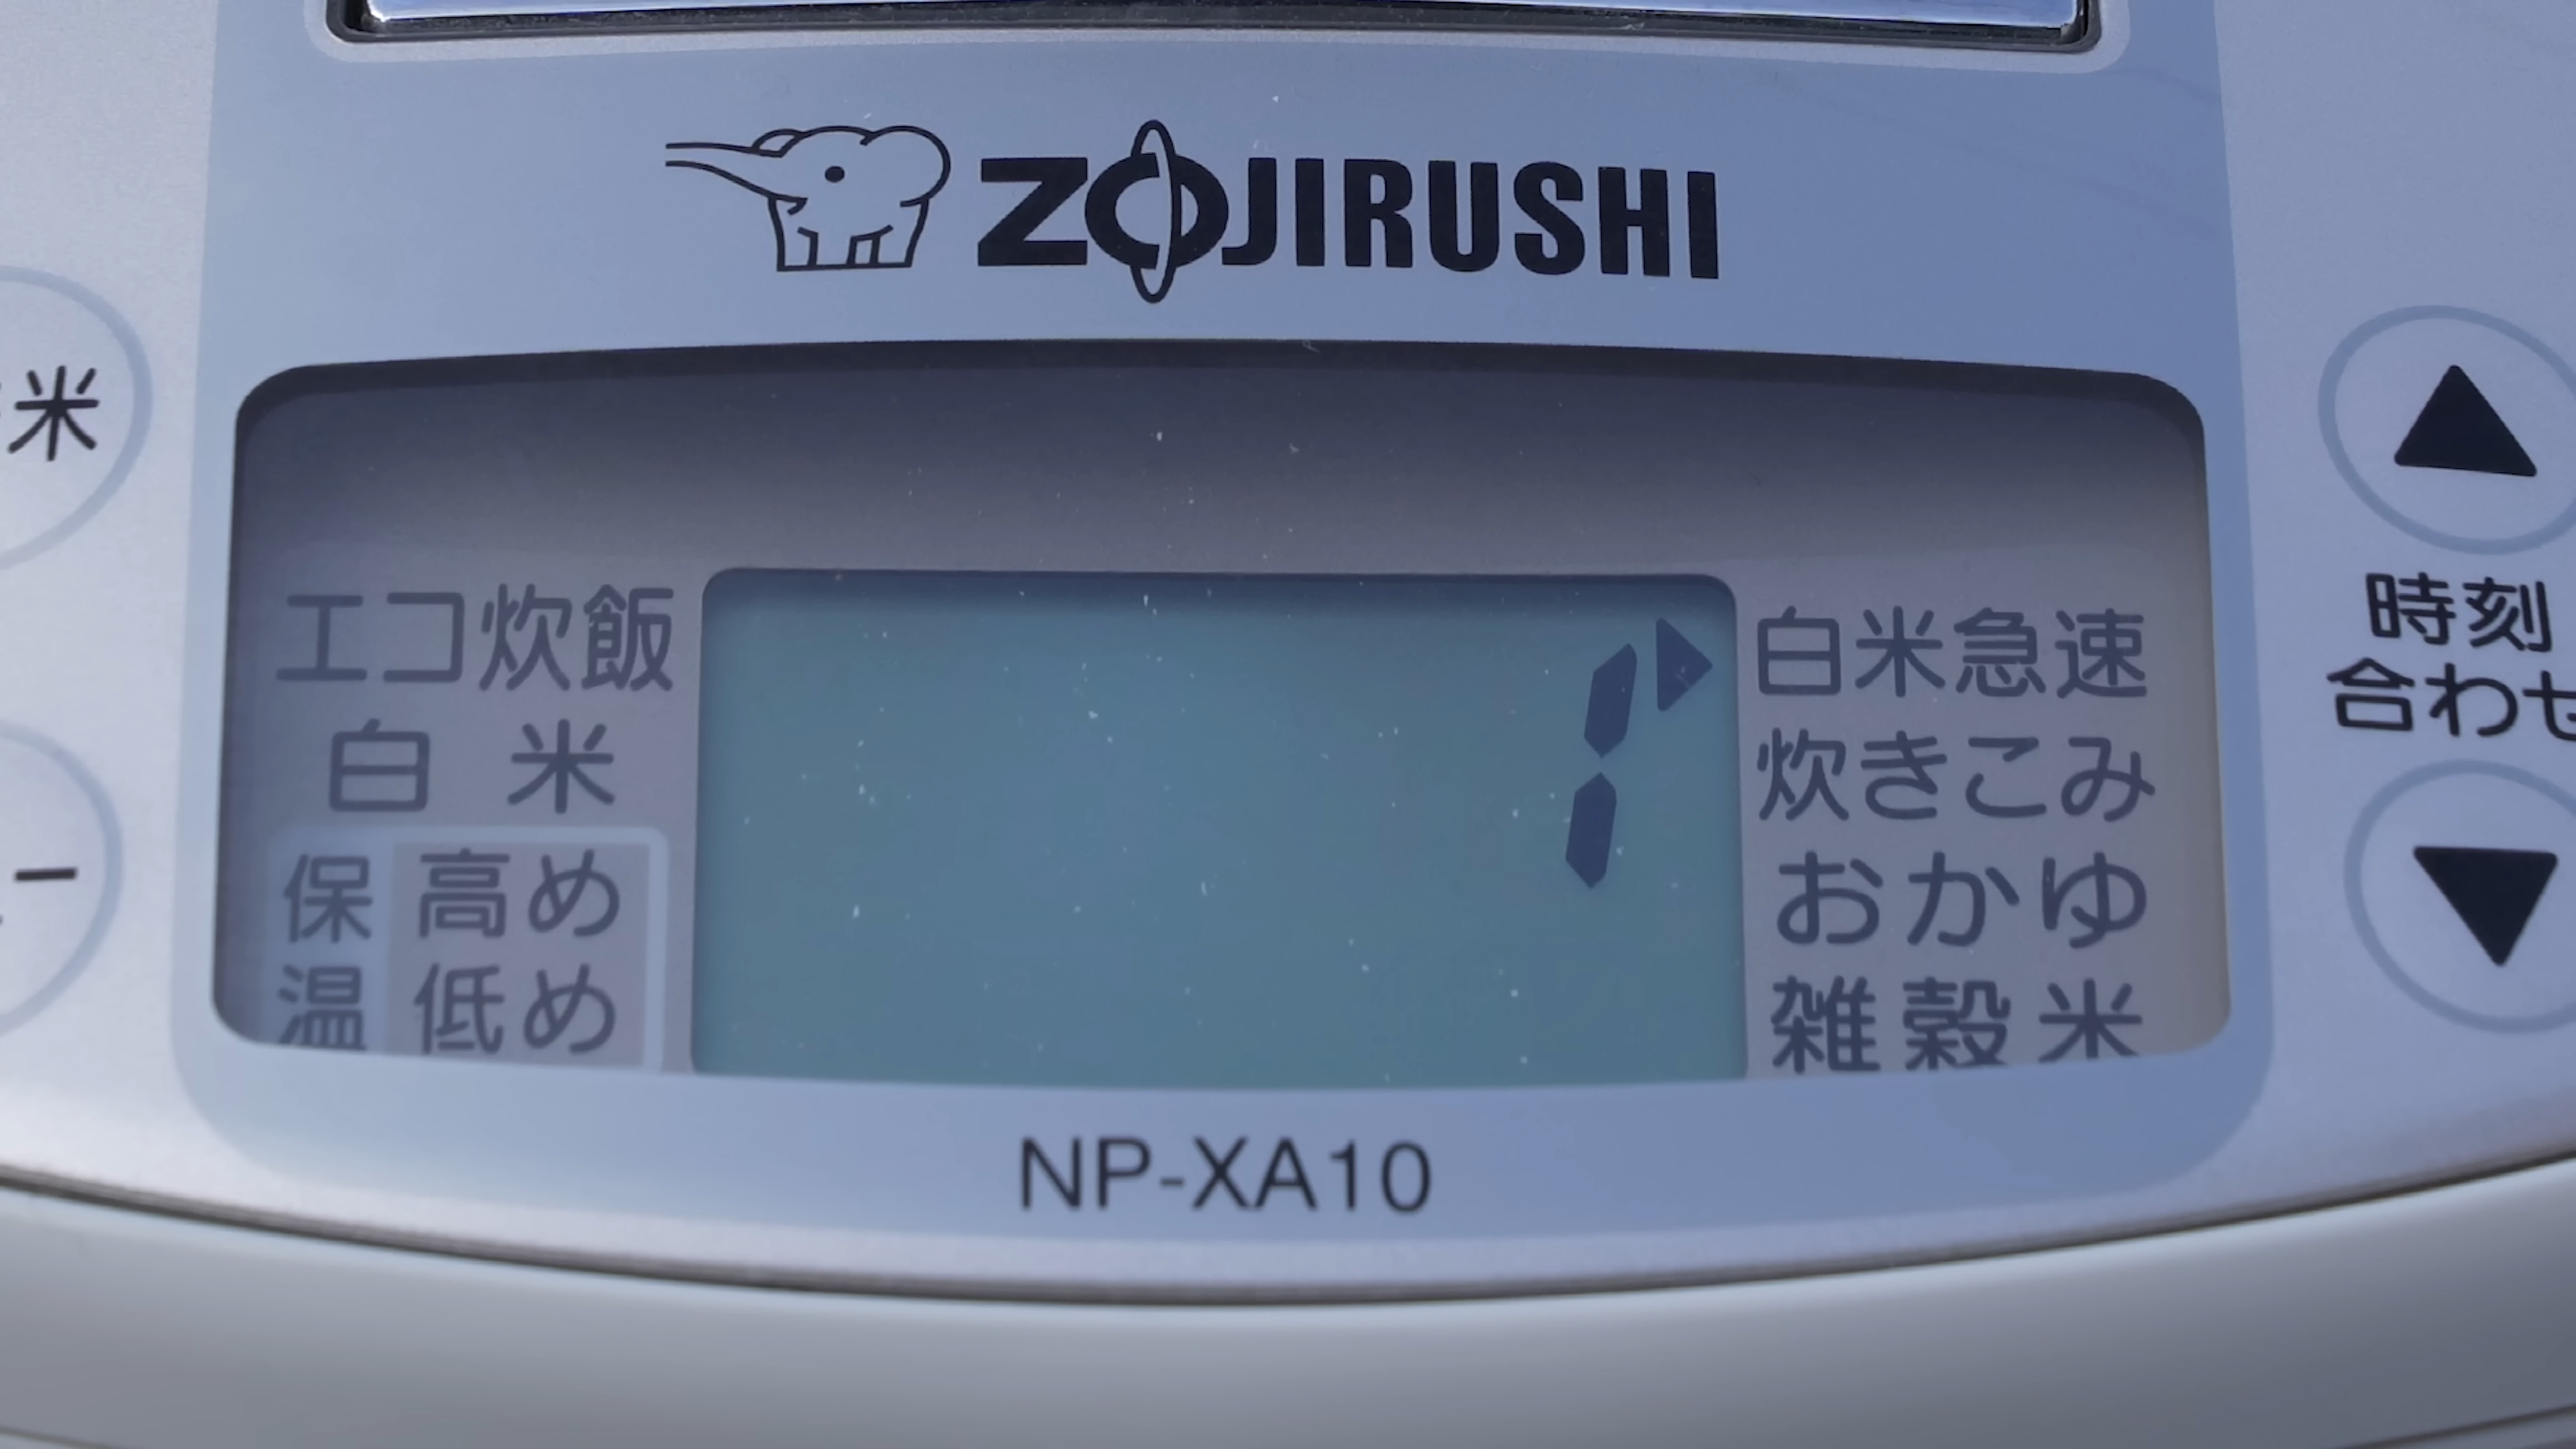 ZOJIRUSHI
米
エコ炊飯
白米
保温
高め
低め
1
白米急速
炊きこみ
おかゆ
雑穀米
時刻
合わせ
NP-XA10